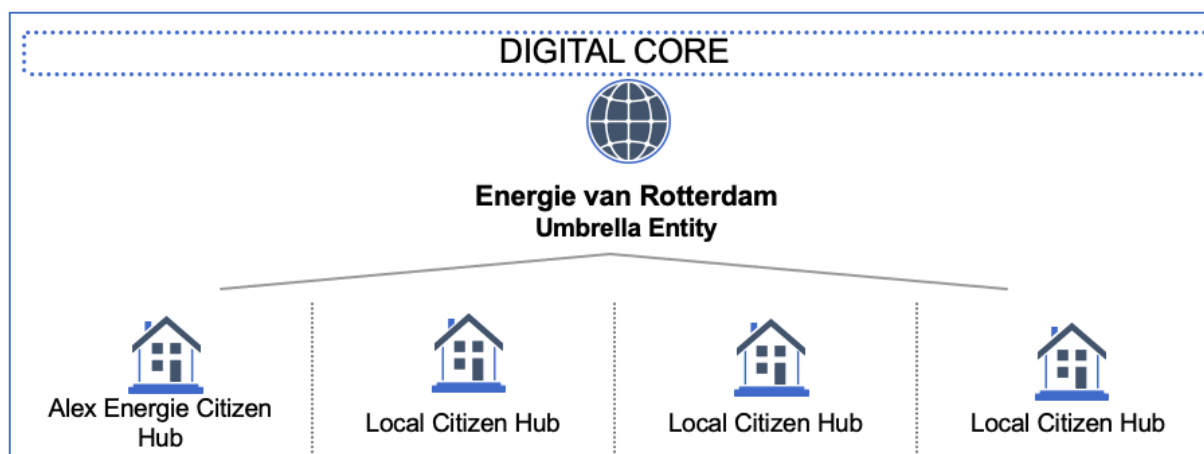 DIGITAL CORE
Energie van Rotterdam
Umbrella Entity
Alex Energie Citizen
Hub
Local Citizen Hub
Local Citizen Hub
Local Citizen Hub